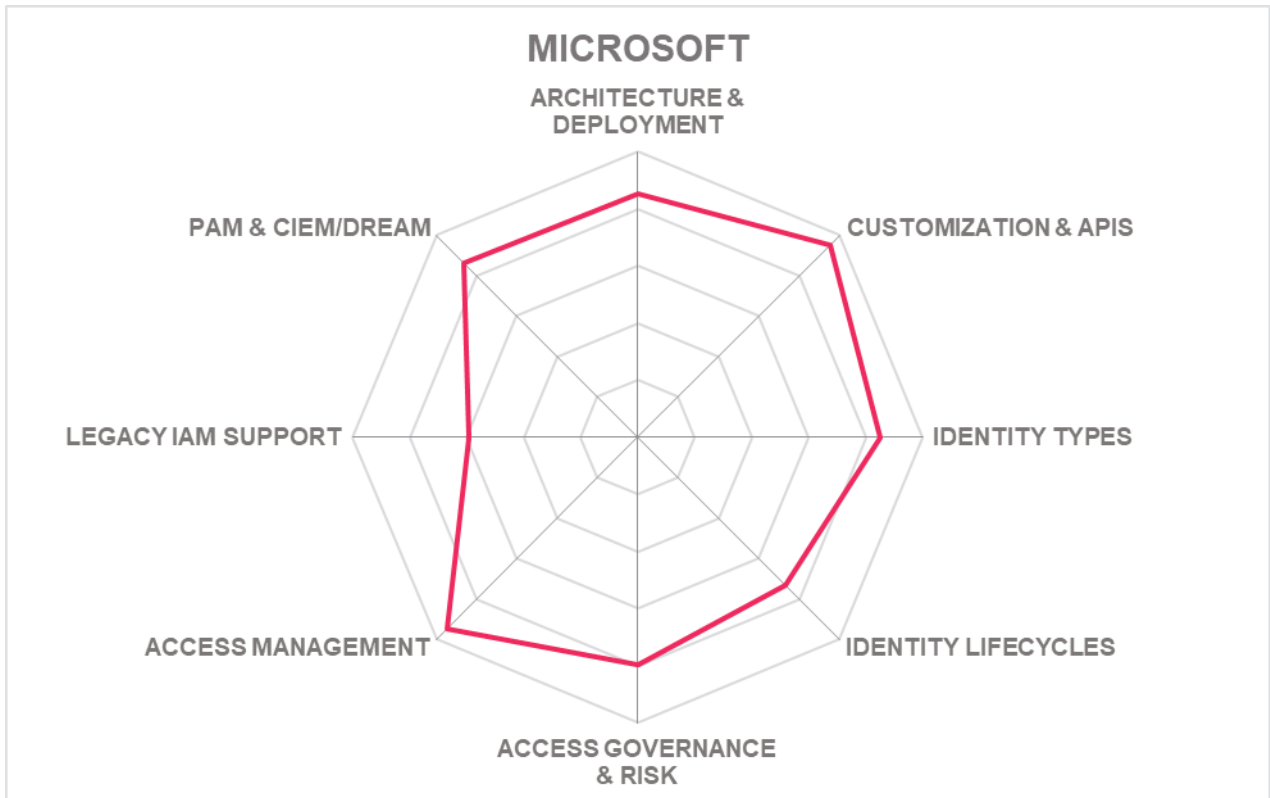 MICROSOFT
ARCHITECTURE &
DEPLOYMENT
PAM & CIEM/DREAM
CUSTOMIZATION & APIS
LEGACY IAM SUPPORT
IDENTITY TYPES
ACCESS MANAGEMENT
IDENTITY LIFECYCLES
ACCESS GOVERNANCE
& RISK